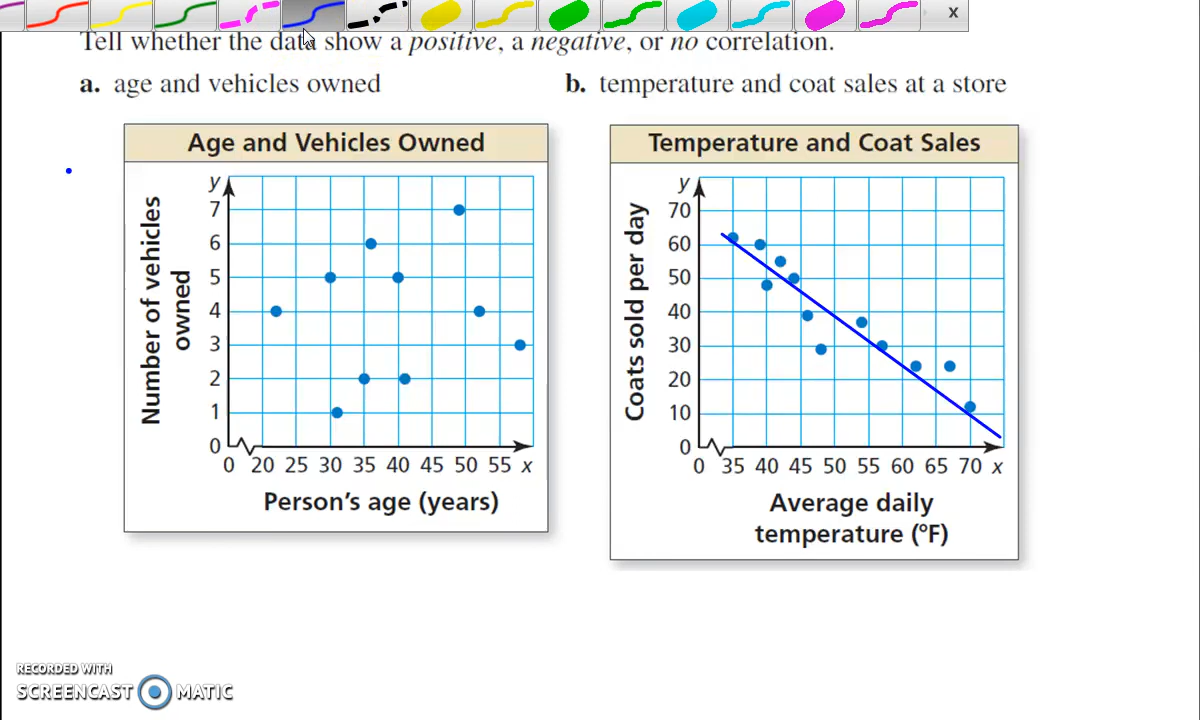 x
Tell whether the data show a positive, a negative, or no correlation.
a. age and vehicles owned
b. temperature and coat sales at a store
Age and Vehicles Owned
y
7
6
5
4
3
2
1
0
Number of vehicles
owned
0 20 25 30 35 40 45 50 55 x
Person's age (years)
Temperature and Coat Sales
y
70
60
50
40
30
20
10
0
Coats sold per day
0 35 40 45 50 55 60 65 70 x
Average daily
temperature (°F)
RECORDED WITH
SCREENCAST MATIC